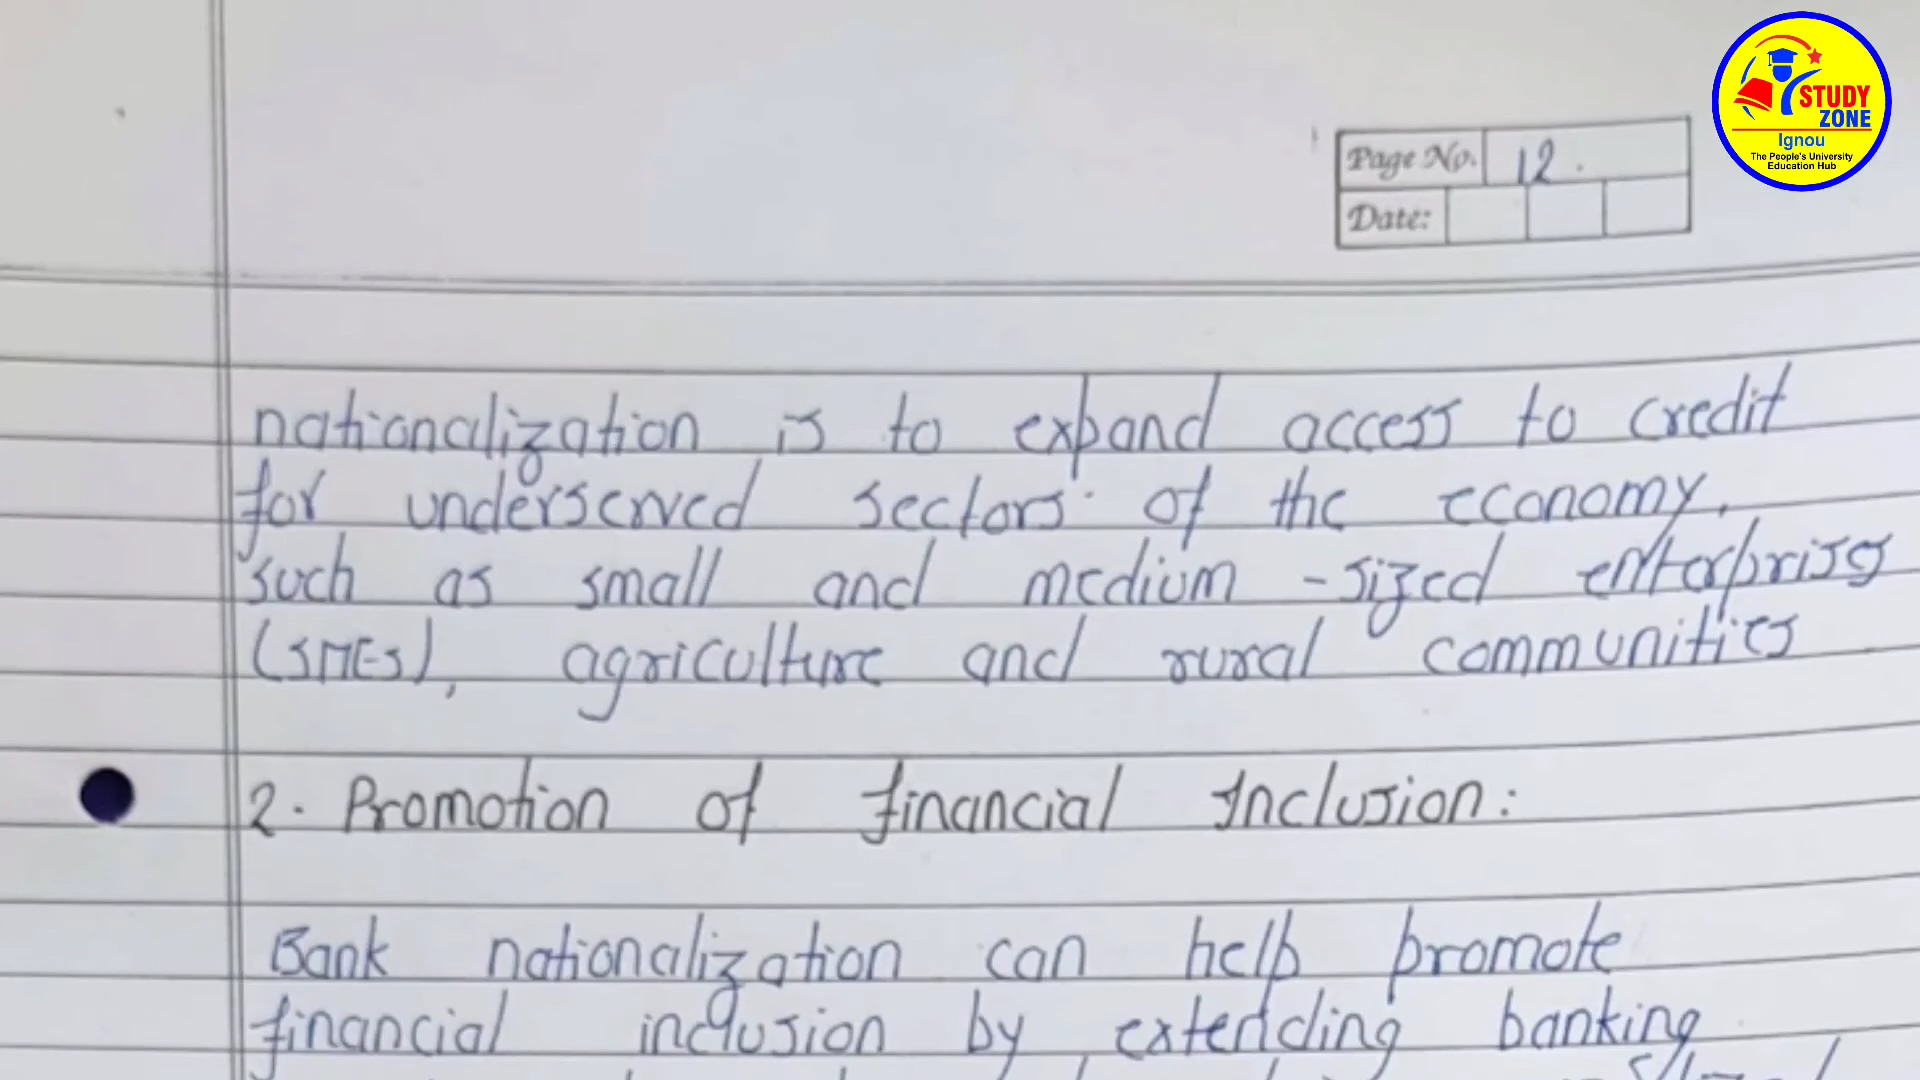 STUDY
ZONE
Ignou
The People's University
Education Hub
Page No. 12.
Date:
nationalization is to expand access to credit
for underserved sectors of the economy,
such as small and medium-sized enterprises
(SMEs), agriculture and rural communities
2. Promotion of Financial Inclusion:
Bank nationalization can help promote
financial inclusion by extending banking